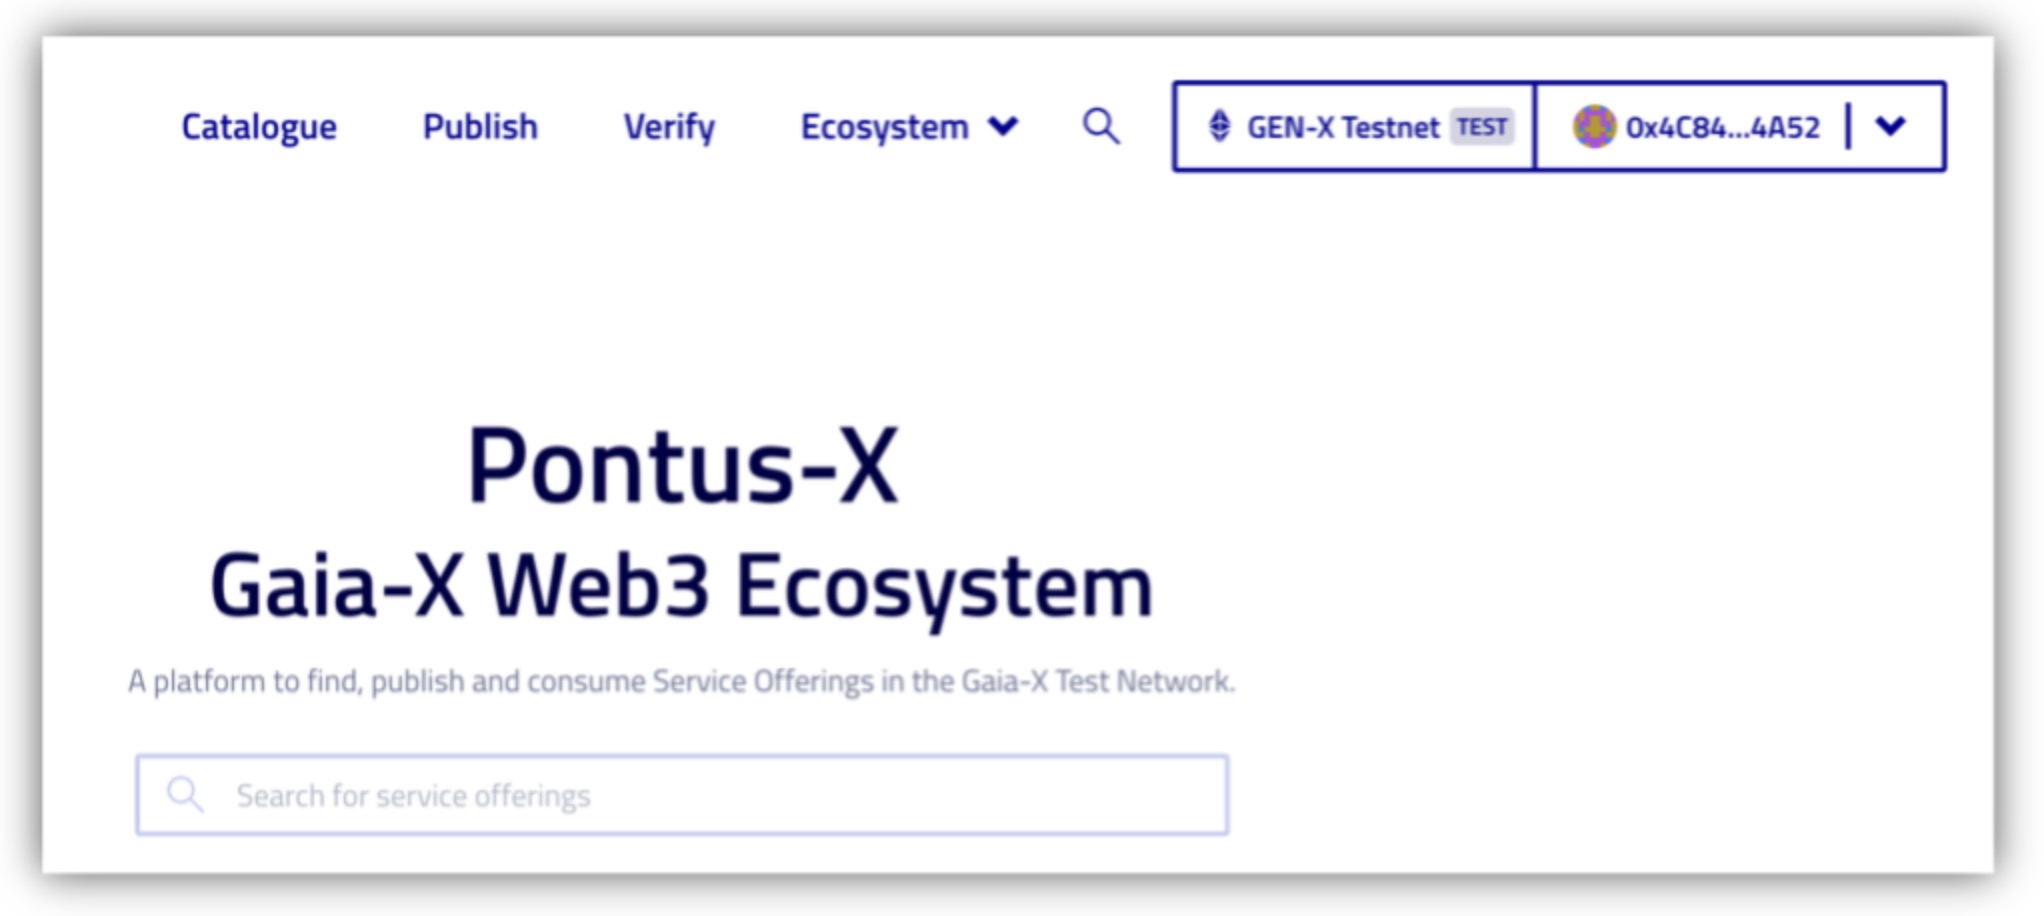 Catalogue Publish Verify Ecosystem GEN-X Testnet TEST 0x4C84...4A52
Pontus-X
Gaia-X Web3 Ecosystem
A platform to find, publish and consume Service Offerings in the Gaia-X Test Network.
Search for service offerings